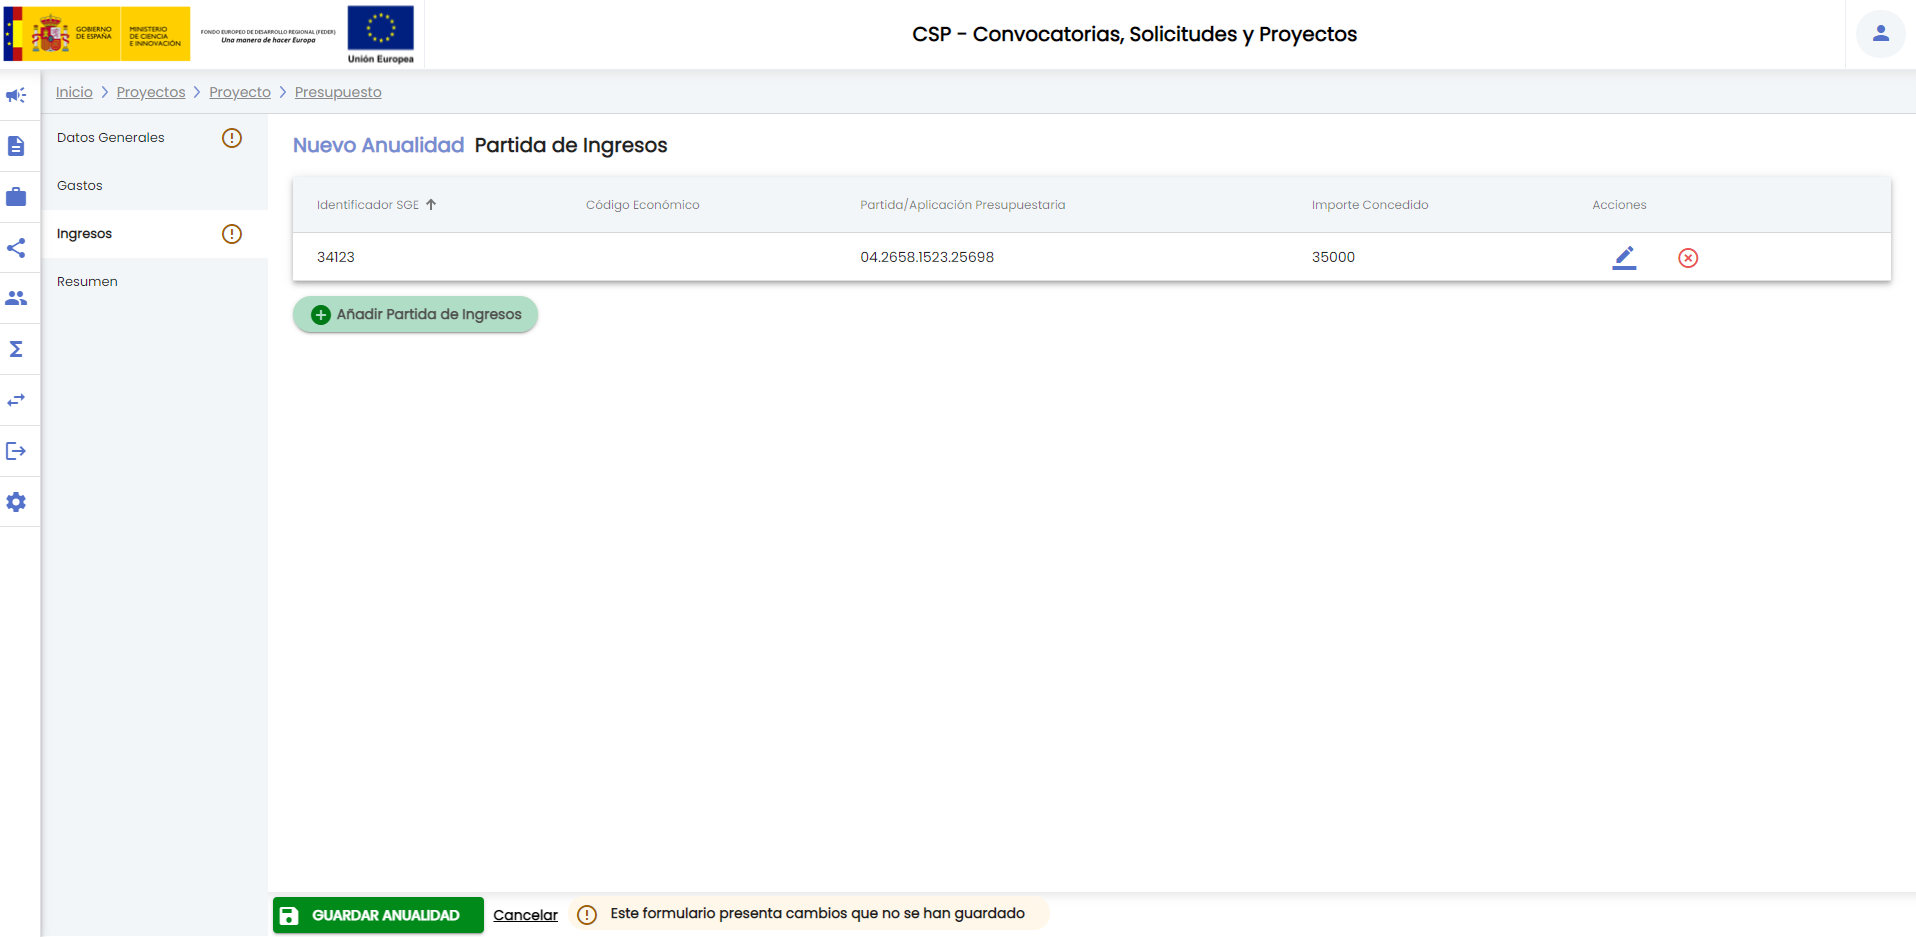 GOBIERNO
DE ESPAÑA
MINISTERIO
DE CIENCIA
E INNOVACIÓN
FONDO EUROPEO DE DESARROLLO REGIONAL (FEDER)
Una manera de hacer Europa
Unión Europea
CSP - Convocatorias, Solicitudes y Proyectos
Inicio > Proyectos > Proyecto > Presupuesto
Datos Generales
Gastos
Ingresos
Resumen
Nuevo Anualidad Partida de Ingresos
Identificador SGE Código Económico Partida/Aplicación Presupuestaria Importe Concedido Acciones
34123 04.2658.1523.25698 35000
Añadir Partida de Ingresos
GUARDAR ANUALIDAD Cancelar Este formulario presenta cambios que no se han guardado